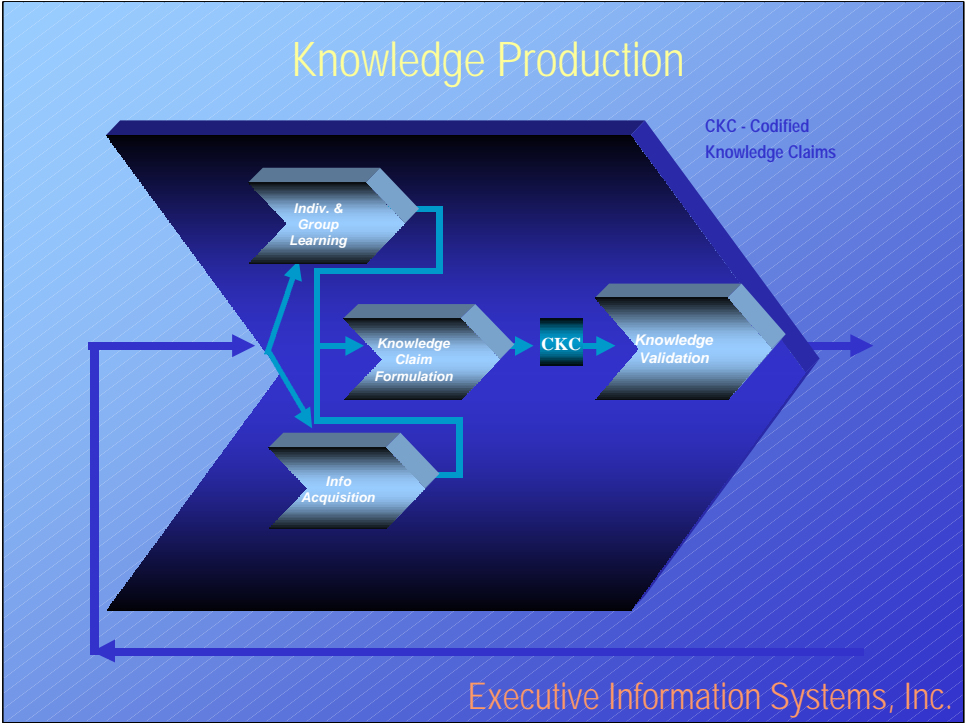 Knowledge Production
CKC - Codified
Knowledge Claims
Indiv. &
Group
Learning
Knowledge
Claim
Formulation
CKC
Knowledge
Validation
Info
Acquisition
Executive Information Systems, Inc.